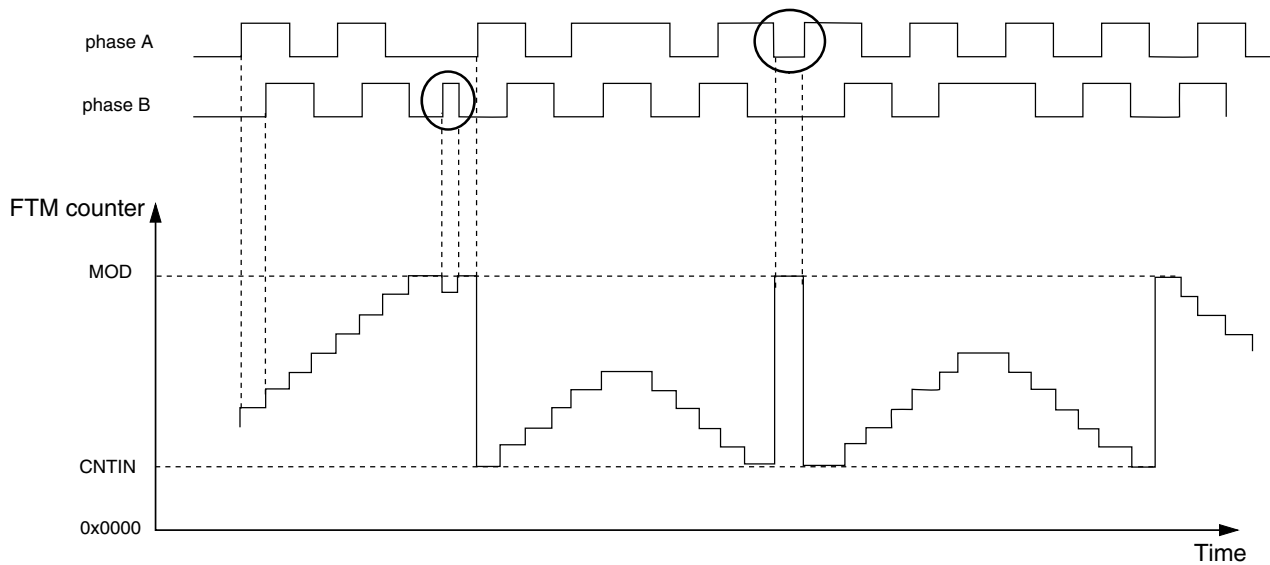 phase A
phase B
FTM counter
MOD
CNTIN
0x0000
Time